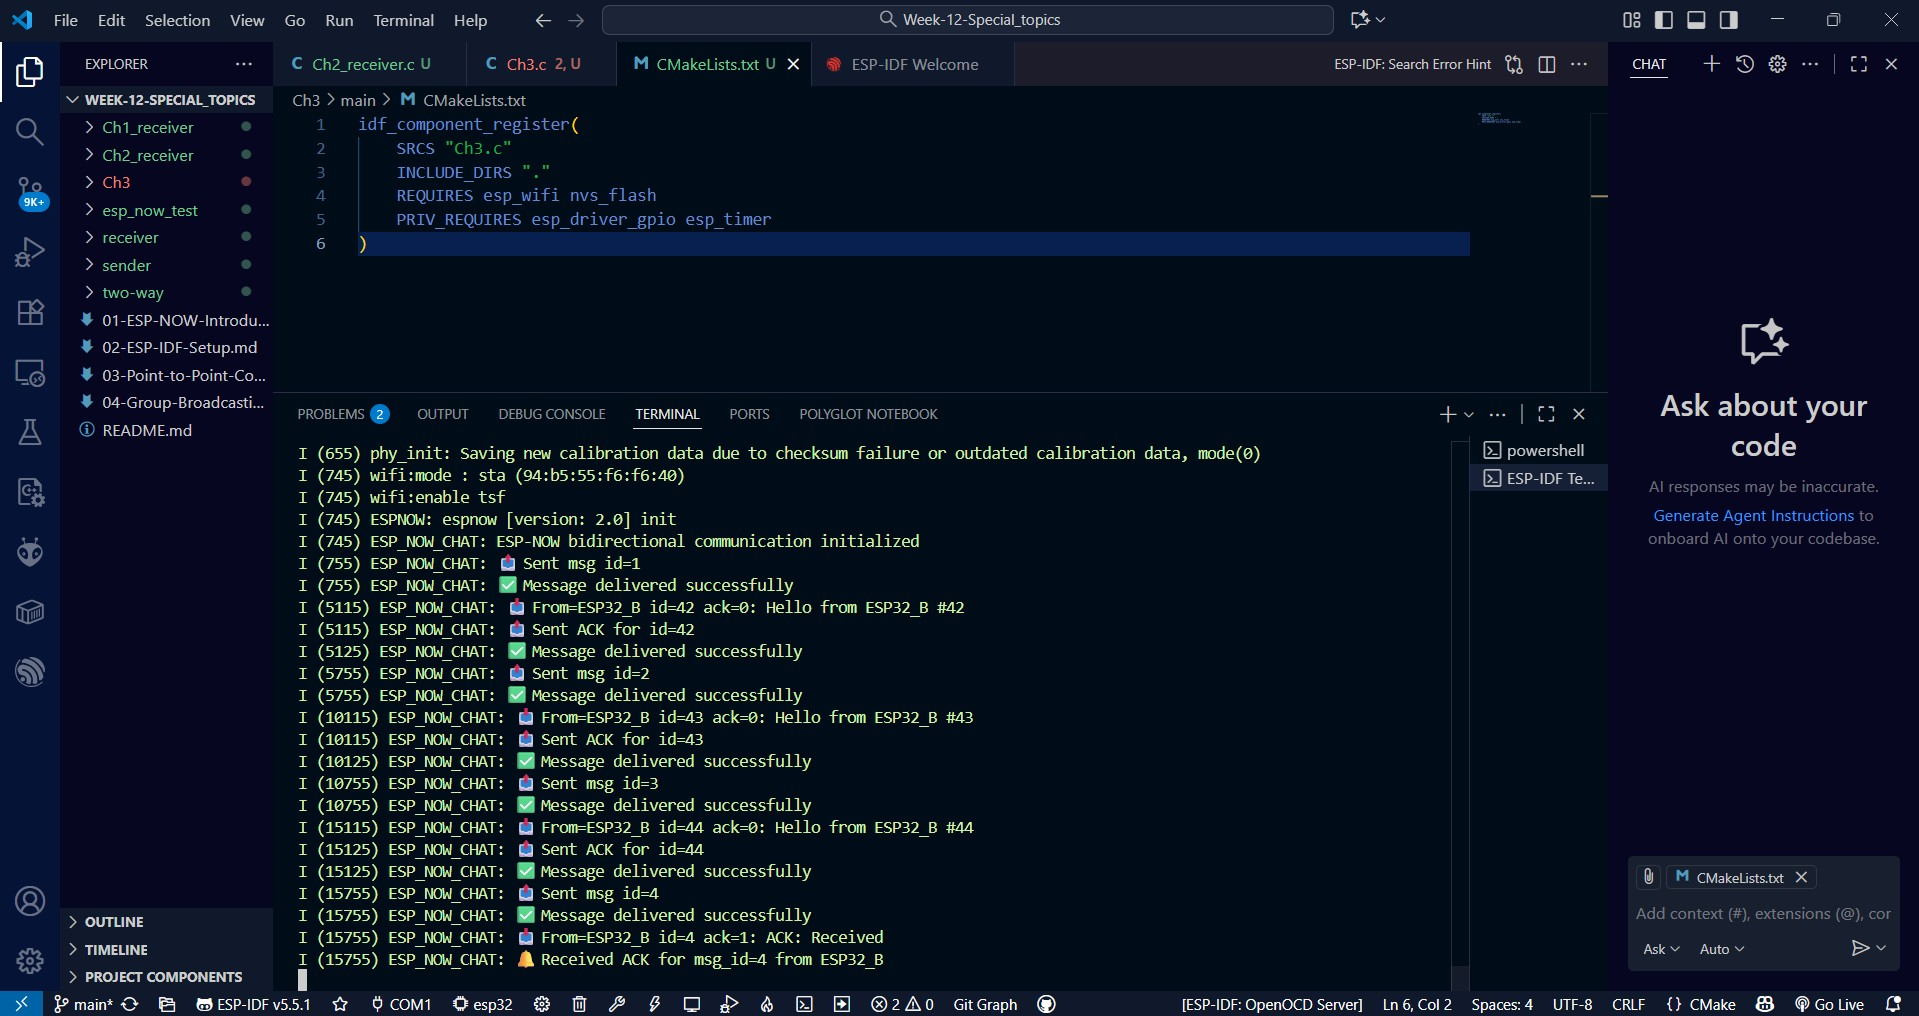 File Edit Selection View Go Run Terminal Help
Week-12-Special_topics
EXPLORER
WEEK-12-SPECIAL_TOPICS
Ch1_receiver
Ch2_receiver
Ch3
esp_now_test
receiver
sender
two-way
01-ESP-NOW-Introdu...
02-ESP-IDF-Setup.md
03-Point-to-Point-Co...
04-Group-Broadcasti...
README.md
OUTLINE
TIMELINE
PROJECT COMPONENTS
9K+
Ch2_receiver.c U
Ch3.c 2, U
CMakeLists.txt U
ESP-IDF Welcome
ESP-IDF: Search Error Hint
Ch3 > main > CMakeLists.txt
1 idf_component_register(
2 SRCS "Ch3.c"
3 INCLUDE_DIRS "."
4 REQUIRES esp_wifi nvs_flash
5 PRIV_REQUIRES esp_driver_gpio esp_timer
6 )
PROBLEMS 2 OUTPUT DEBUG CONSOLE TERMINAL PORTS POLYGLOT NOTEBOOK
I (655) phy_init: Saving new calibration data due to checksum failure or outdated calibration data, mode(0)
I (745) wifi:mode : sta (94:b5:55:f6:f6:40)
I (745) wifi:enable tsf
I (745) ESPNOW: espnow [version: 2.0] init
I (745) ESP_NOW_CHAT: ESP-NOW bidirectional communication initialized
I (755) ESP_NOW_CHAT: 📤 Sent msg id=1
I (755) ESP_NOW_CHAT: ✅ Message delivered successfully
I (5115) ESP_NOW_CHAT: 📥 From=ESP32_B id=42 ack=0: Hello from ESP32_B #42
I (5115) ESP_NOW_CHAT: 📤 Sent ACK for id=42
I (5125) ESP_NOW_CHAT: ✅ Message delivered successfully
I (5755) ESP_NOW_CHAT: 📤 Sent msg id=2
I (5755) ESP_NOW_CHAT: ✅ Message delivered successfully
I (10115) ESP_NOW_CHAT: 📥 From=ESP32_B id=43 ack=0: Hello from ESP32_B #43
I (10115) ESP_NOW_CHAT: 📤 Sent ACK for id=43
I (10125) ESP_NOW_CHAT: ✅ Message delivered successfully
I (10755) ESP_NOW_CHAT: 📤 Sent msg id=3
I (10755) ESP_NOW_CHAT: ✅ Message delivered successfully
I (15115) ESP_NOW_CHAT: 📥 From=ESP32_B id=44 ack=0: Hello from ESP32_B #44
I (15125) ESP_NOW_CHAT: 📤 Sent ACK for id=44
I (15125) ESP_NOW_CHAT: ✅ Message delivered successfully
I (15755) ESP_NOW_CHAT: 📤 Sent msg id=4
I (15755) ESP_NOW_CHAT: ✅ Message delivered successfully
I (15755) ESP_NOW_CHAT: 📥 From=ESP32_B id=4 ack=1: ACK: Received
I (15755) ESP_NOW_CHAT: 🔔 Received ACK for msg_id=4 from ESP32_B
powershell
ESP-IDF Te...
CHAT
Ask about your
code
AI responses may be inaccurate.
Generate Agent Instructions to
onboard AI onto your codebase.
CMakeLists.txt
Add context (#), extensions (@), cor
Ask Auto
main* ESP-IDF v5.5.1 COM1 esp32 2 0 Git Graph [ESP-IDF: OpenOCD Server] Ln 6, Col 2 Spaces: 4 UTF-8 CRLF {} CMake Go Live